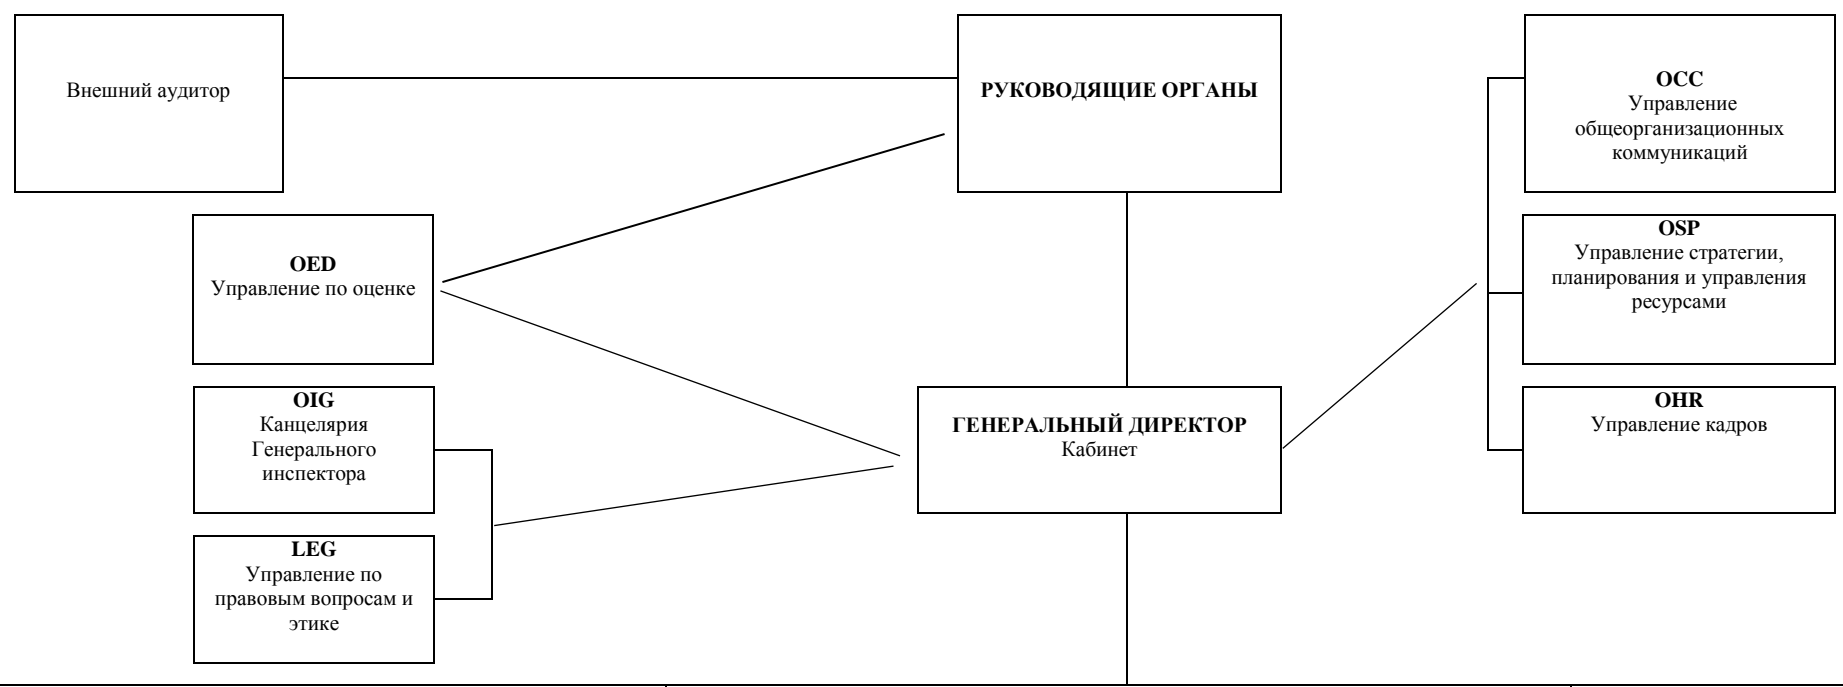 Внешний аудитор
РУКОВОДЯЩИЕ ОРГАНЫ
OCC
Управление
общеорганизационных
коммуникаций
OED
Управление по оценке
OSP
Управление стратегии,
планирования и управления
ресурсами
OIG
Канцелярия
Генерального
инспектора
ГЕНЕРАЛЬНЫЙ ДИРЕКТОР
Кабинет
OHR
Управление кадров
LEG
Управление по
правовым вопросам и
этике